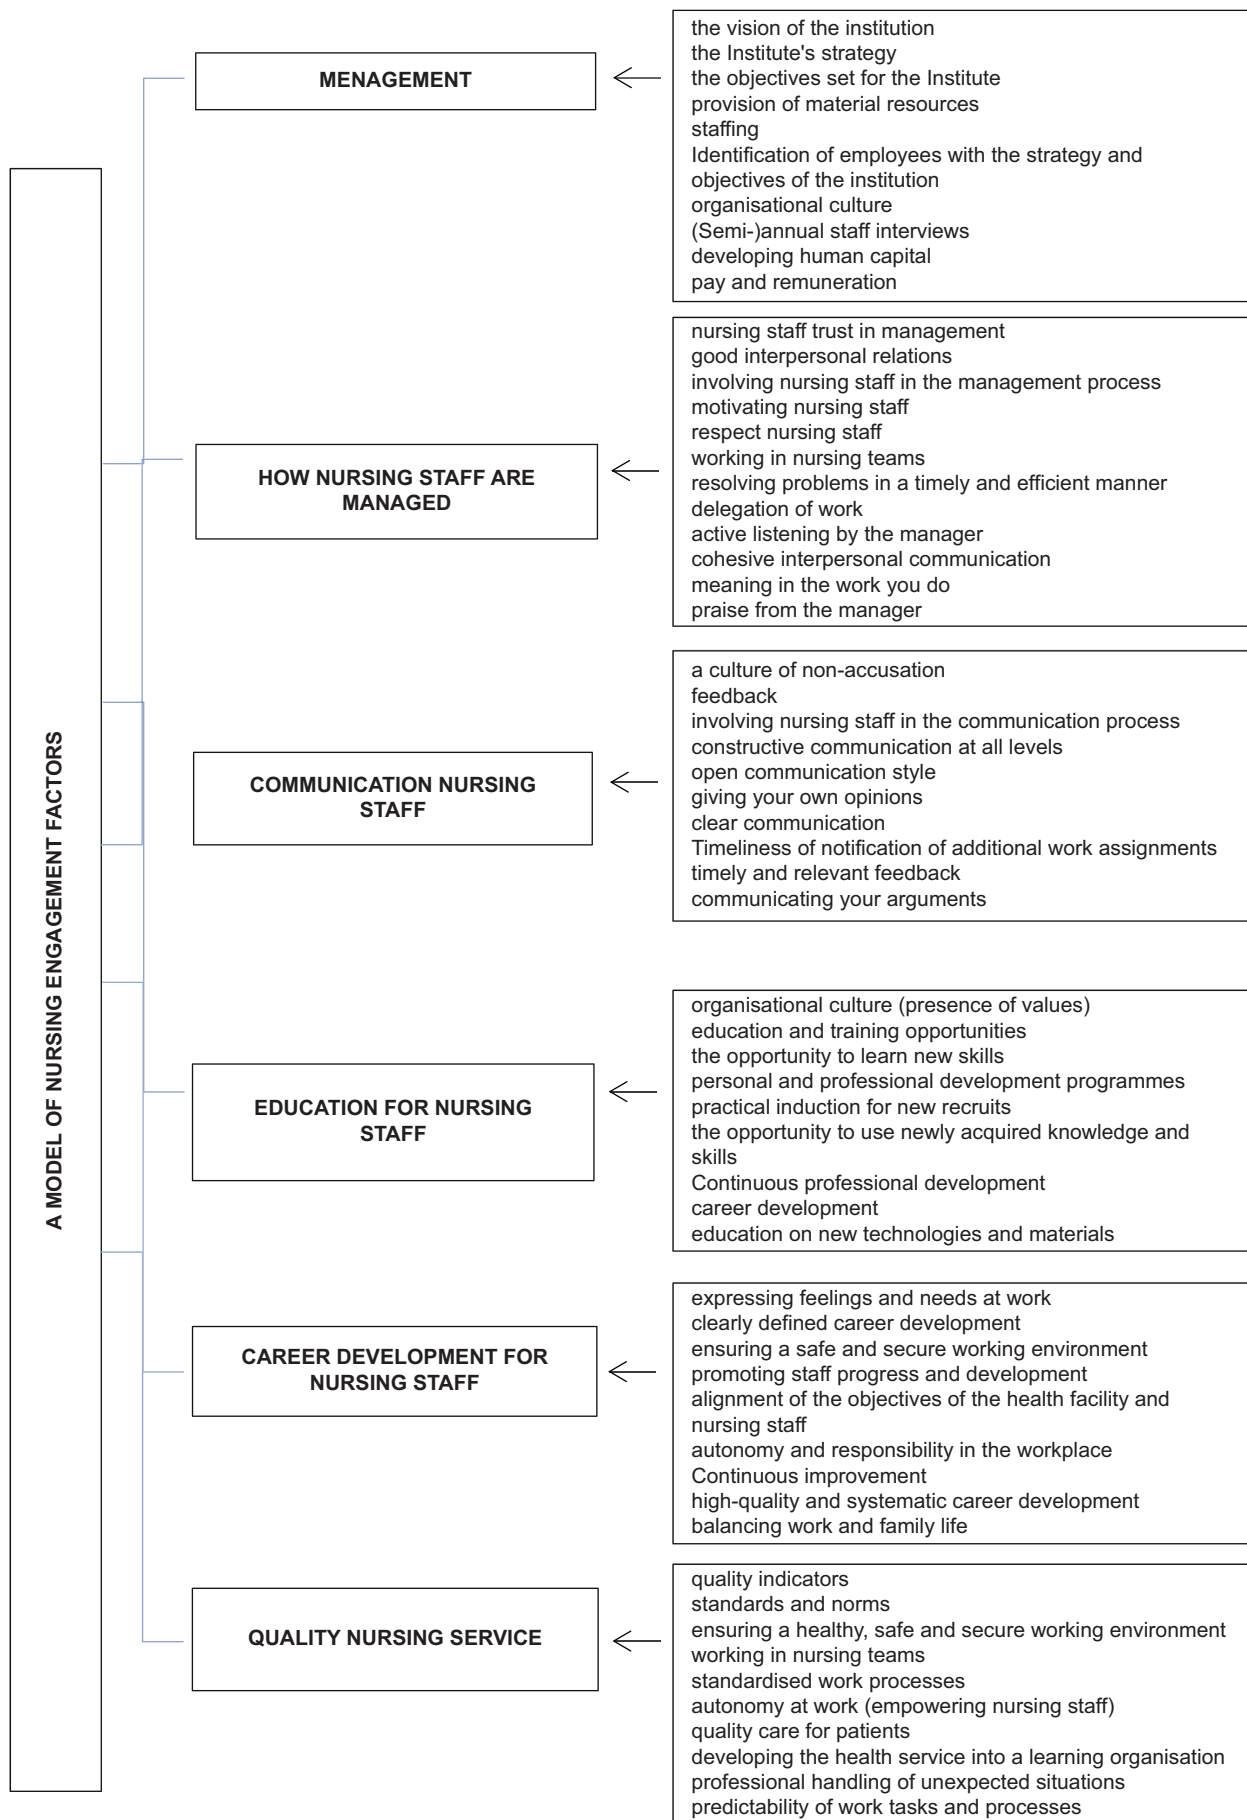 A MODEL OF NURSING ENGAGEMENT FACTORS
MENAGEMENT
the vision of the institution
the Institute's strategy
the objectives set for the Institute
provision of material resources
staffing
Identification of employees with the strategy and
objectives of the institution
organisational culture
(Semi-)annual staff interviews
developing human capital
pay and remuneration
HOW NURSING STAFF ARE
MANAGED
nursing staff trust in management
good interpersonal relations
involving nursing staff in the management process
motivating nursing staff
respect nursing staff
working in nursing teams
resolving problems in a timely and efficient manner
delegation of work
active listening by the manager
cohesive interpersonal communication
meaning in the work you do
praise from the manager
COMMUNICATION NURSING
STAFF
a culture of non-accusation
feedback
involving nursing staff in the communication process
constructive communication at all levels
open communication style
giving your own opinions
clear communication
Timeliness of notification of additional work assignments
timely and relevant feedback
communicating your arguments
EDUCATION FOR NURSING
STAFF
organisational culture (presence of values)
education and training opportunities
the opportunity to learn new skills
personal and professional development programmes
practical induction for new recruits
the opportunity to use newly acquired knowledge and
skills
Continuous professional development
career development
education on new technologies and materials
CAREER DEVELOPMENT FOR
NURSING STAFF
expressing feelings and needs at work
clearly defined career development
ensuring a safe and secure working environment
promoting staff progress and development
alignment of the objectives of the health facility and
nursing staff
autonomy and responsibility in the workplace
Continuous improvement
high-quality and systematic career development
balancing work and family life
QUALITY NURSING SERVICE
quality indicators
standards and norms
ensuring a healthy, safe and secure working environment
working in nursing teams
standardised work processes
autonomy at work (empowering nursing staff)
quality care for patients
developing the health service into a learning organisation
professional handling of unexpected situations
predictability of work tasks and processes